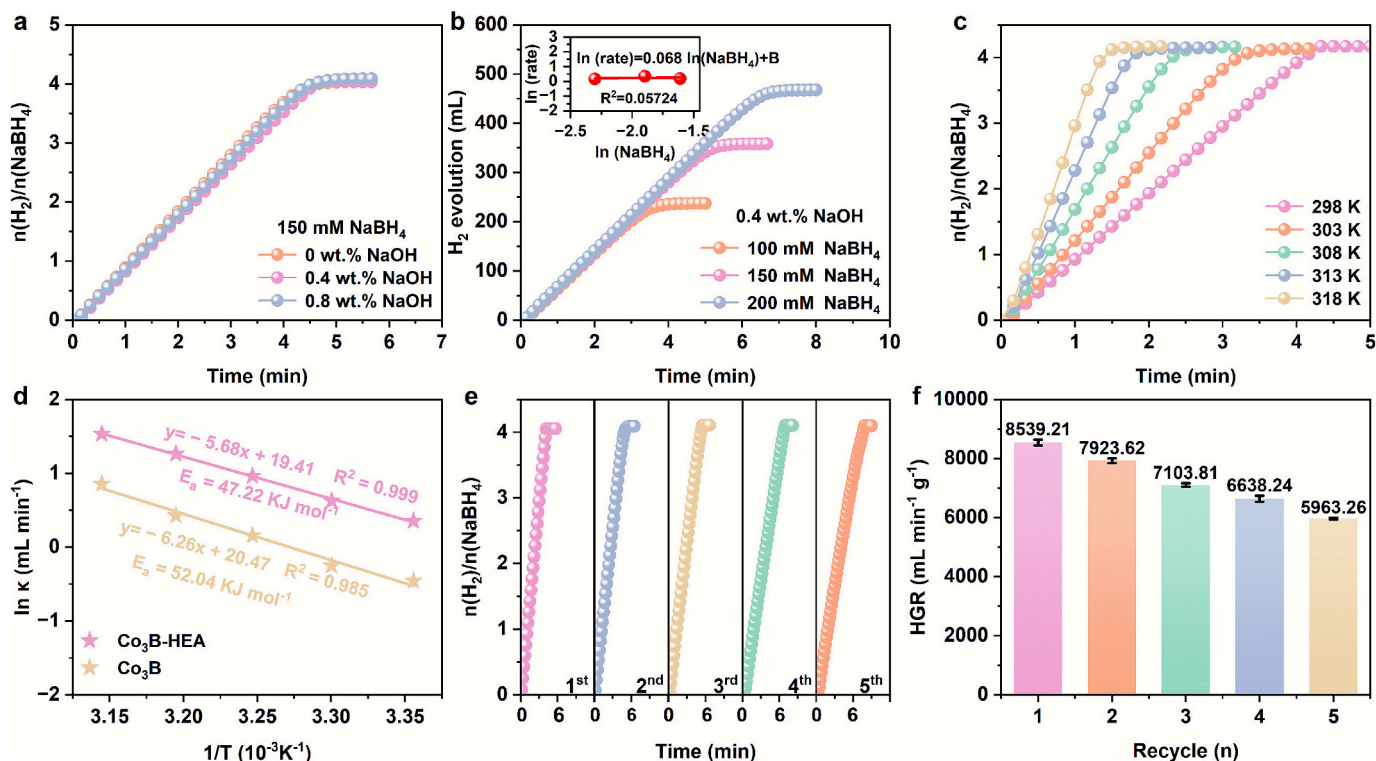 a
n(H₂)/n(NaBH₄)
5
4
3
2
1
0
150 mM NaBH₄
0 wt.% NaOH
0.4 wt.% NaOH
0.8 wt.% NaOH
0 1 2 3 4 5 6 7
Time (min)
b
H₂ evolution (mL)
600
500
400
300
200
100
0
ln (rate)
3
2
1
0
−1
−2
ln (rate)=0.068 ln(NaBH₄)+B
R²=0.05724
−2.5 −2.0 −1.5
ln (NaBH₄)
0.4 wt.% NaOH
100 mM NaBH₄
150 mM NaBH₄
200 mM NaBH₄
0 2 4 6 8 10
Time (min)
c
n(H₂)/n(NaBH₄)
4
3
2
1
0
298 K
303 K
308 K
313 K
318 K
0 1 2 3 4 5
Time (min)
d
ln κ (mL min⁻¹)
2
1
0
−1
−2
y= − 5.68x + 19.41 R² = 0.999
Eₐ = 47.22 KJ mol⁻¹
y= − 6.26x + 20.47 R² = 0.985
Eₐ = 52.04 KJ mol⁻¹
Co₃B-HEA
Co₃B
3.15 3.20 3.25 3.30 3.35
1/T (10⁻³K⁻¹)
e
n(H₂)/n(NaBH₄)
4
3
2
1
0
1ˢᵗ 2ⁿᵈ 3ʳᵈ 4ᵗʰ 5ᵗʰ
0 6 0 6 0 6 0 6 0 6
Time (min)
f
HGR (mL min⁻¹ g⁻¹)
10000
8000
6000
4000
2000
0
8539.21
7923.62
7103.81
6638.24
5963.26
1 2 3 4 5
Recycle (n)